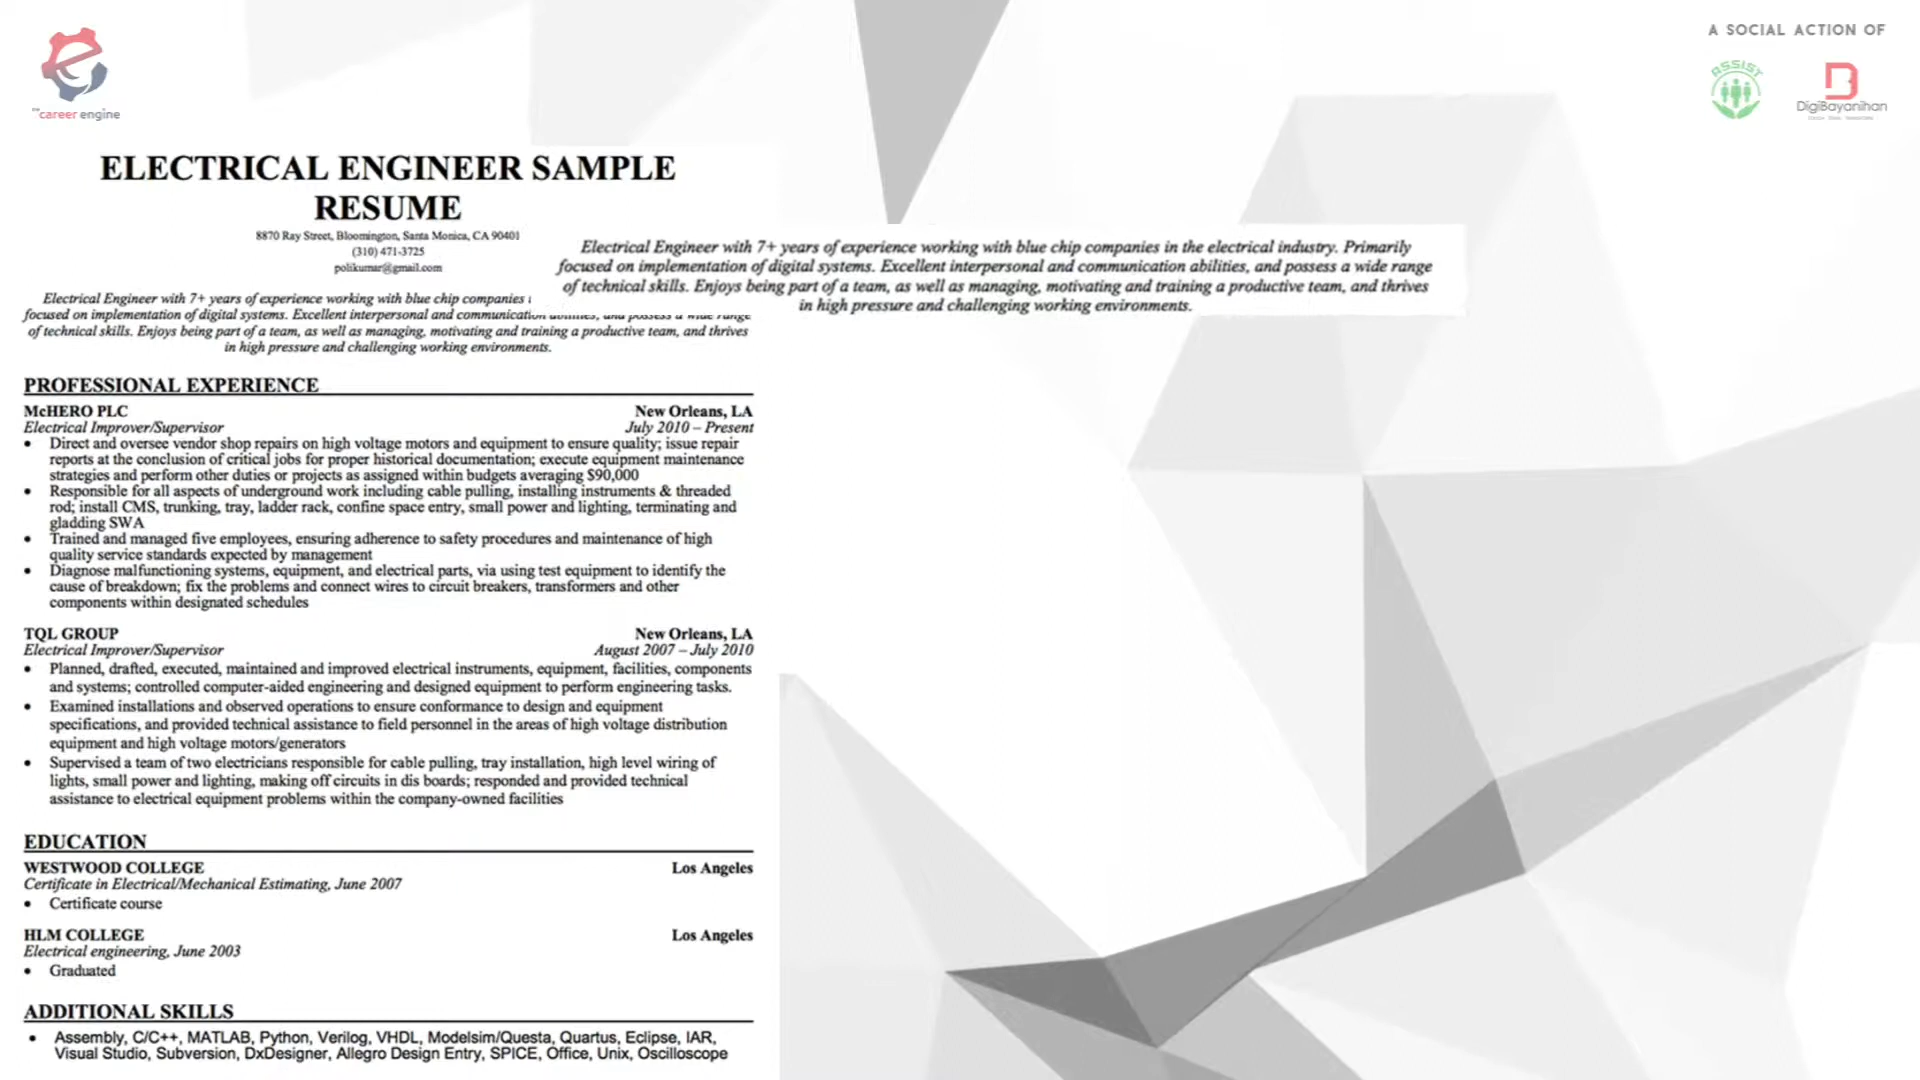 the
career engine
A SOCIAL ACTION OF
ASSIST
DigiBayanihan
ELECTRICAL ENGINEER SAMPLE
RESUME
8870 Ray Street, Bloomington, Santa Monica, CA 90401
(310) 471-3725
polikumar@gmail.com
Electrical Engineer with 7+ years of experience working with blue chip companies in the electrical industry. Primarily
focused on implementation of digital systems. Excellent interpersonal and communication abilities, and possess a wide range
of technical skills. Enjoys being part of a team, as well as managing, motivating and training a productive team, and thrives
in high pressure and challenging working environments.
Electrical Engineer with 7+ years of experience working with blue chip companies
focused on implementation of digital systems. Excellent interpersonal and communication abilities, and possess a wide range
of technical skills. Enjoys being part of a team, as well as managing, motivating and training a productive team, and thrives
in high pressure and challenging working environments.
PROFESSIONAL EXPERIENCE
McHERO PLC New Orleans, LA
Electrical Improver/Supervisor July 2010 – Present
• Direct and oversee vendor shop repairs on high voltage motors and equipment to ensure quality; issue repair
reports at the conclusion of critical jobs for proper historical documentation; execute equipment maintenance
strategies and perform other duties or projects as assigned within budgets averaging $90,000
• Responsible for all aspects of underground work including cable pulling, installing instruments & threaded
rod; install CMS, trunking, tray, ladder rack, confine space entry, small power and lighting, terminating and
gladding SWA
• Trained and managed five employees, ensuring adherence to safety procedures and maintenance of high
quality service standards expected by management
• Diagnose malfunctioning systems, equipment, and electrical parts, via using test equipment to identify the
cause of breakdown; fix the problems and connect wires to circuit breakers, transformers and other
components within designated schedules
TQL GROUP New Orleans, LA
Electrical Improver/Supervisor August 2007 – July 2010
• Planned, drafted, executed, maintained and improved electrical instruments, equipment, facilities, components
and systems; controlled computer-aided engineering and designed equipment to perform engineering tasks.
• Examined installations and observed operations to ensure conformance to design and equipment
specifications, and provided technical assistance to field personnel in the areas of high voltage distribution
equipment and high voltage motors/generators
• Supervised a team of two electricians responsible for cable pulling, tray installation, high level wiring of
lights, small power and lighting, making off circuits in dis boards; responded and provided technical
assistance to electrical equipment problems within the company-owned facilities
EDUCATION
WESTWOOD COLLEGE Los Angeles
Certificate in Electrical/Mechanical Estimating, June 2007
• Certificate course
HLM COLLEGE Los Angeles
Electrical engineering, June 2003
• Graduated
ADDITIONAL SKILLS
• Assembly, C/C++, MATLAB, Python, Verilog, VHDL, Modelsim/Questa, Quartus, Eclipse, IAR,
Visual Studio, Subversion, DxDesigner, Allegro Design Entry, SPICE, Office, Unix, Oscilloscope